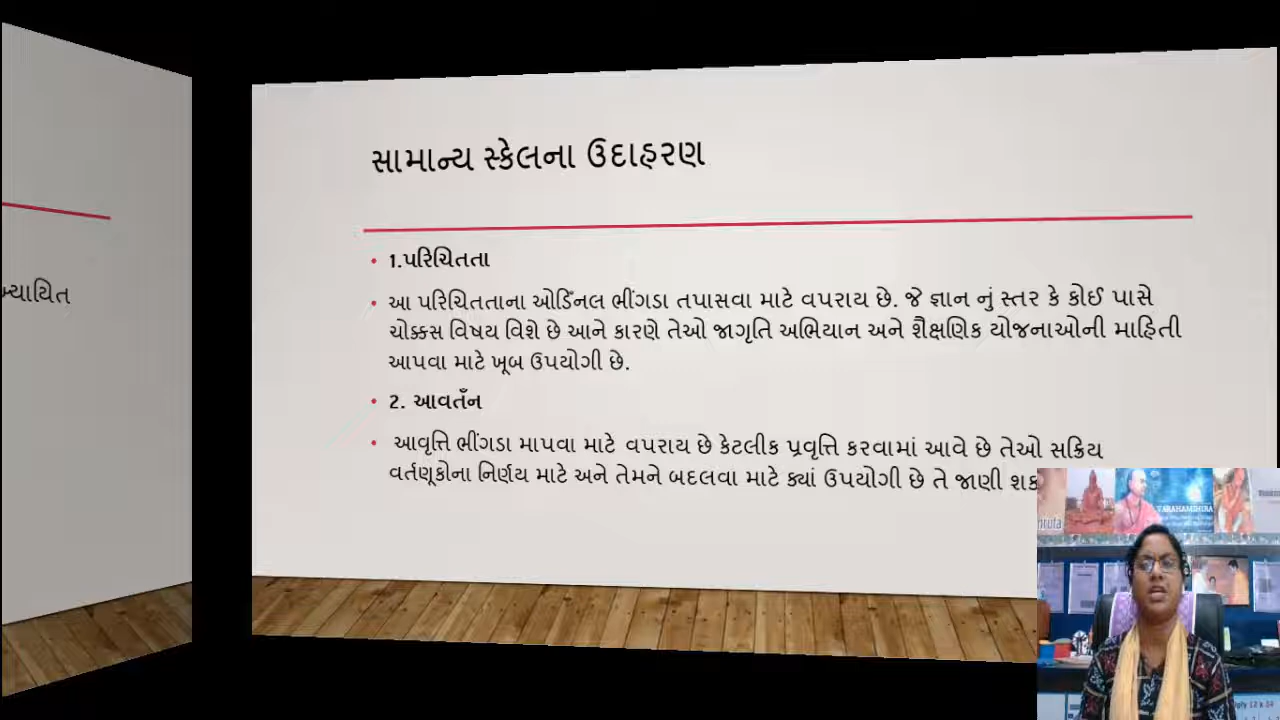 સામાન્ય સ્કેલના ઉદાહરણ
1.પરિચિતતા
આ પરિચિતતાના ઓર્ડિનલ ભીંગડા તપાસવા માટે વપરાય છે. જે જ્ઞાન નું સ્તર કે કોઈ પાસે
ચોક્કસ વિષય વિશે છે આને કારણે તેઓ જાગૃતિ અભિયાન અને શૈક્ષણિક યોજનાઓની માહિતી
આપવા માટે ખૂબ ઉપયોગી છે.
2. આવર્તન
આવૃત્તિ ભીંગડા માપવા માટે વપરાય છે કેટલીક પ્રવૃત્તિ કરવામાં આવે છે તેઓ સક્રિય
વર્તણૂકોના નિર્ણય માટે અને તેમને બદલવા માટે ક્યાં ઉપયોગી છે તે જાણી શક
VARAHAMIHIRA